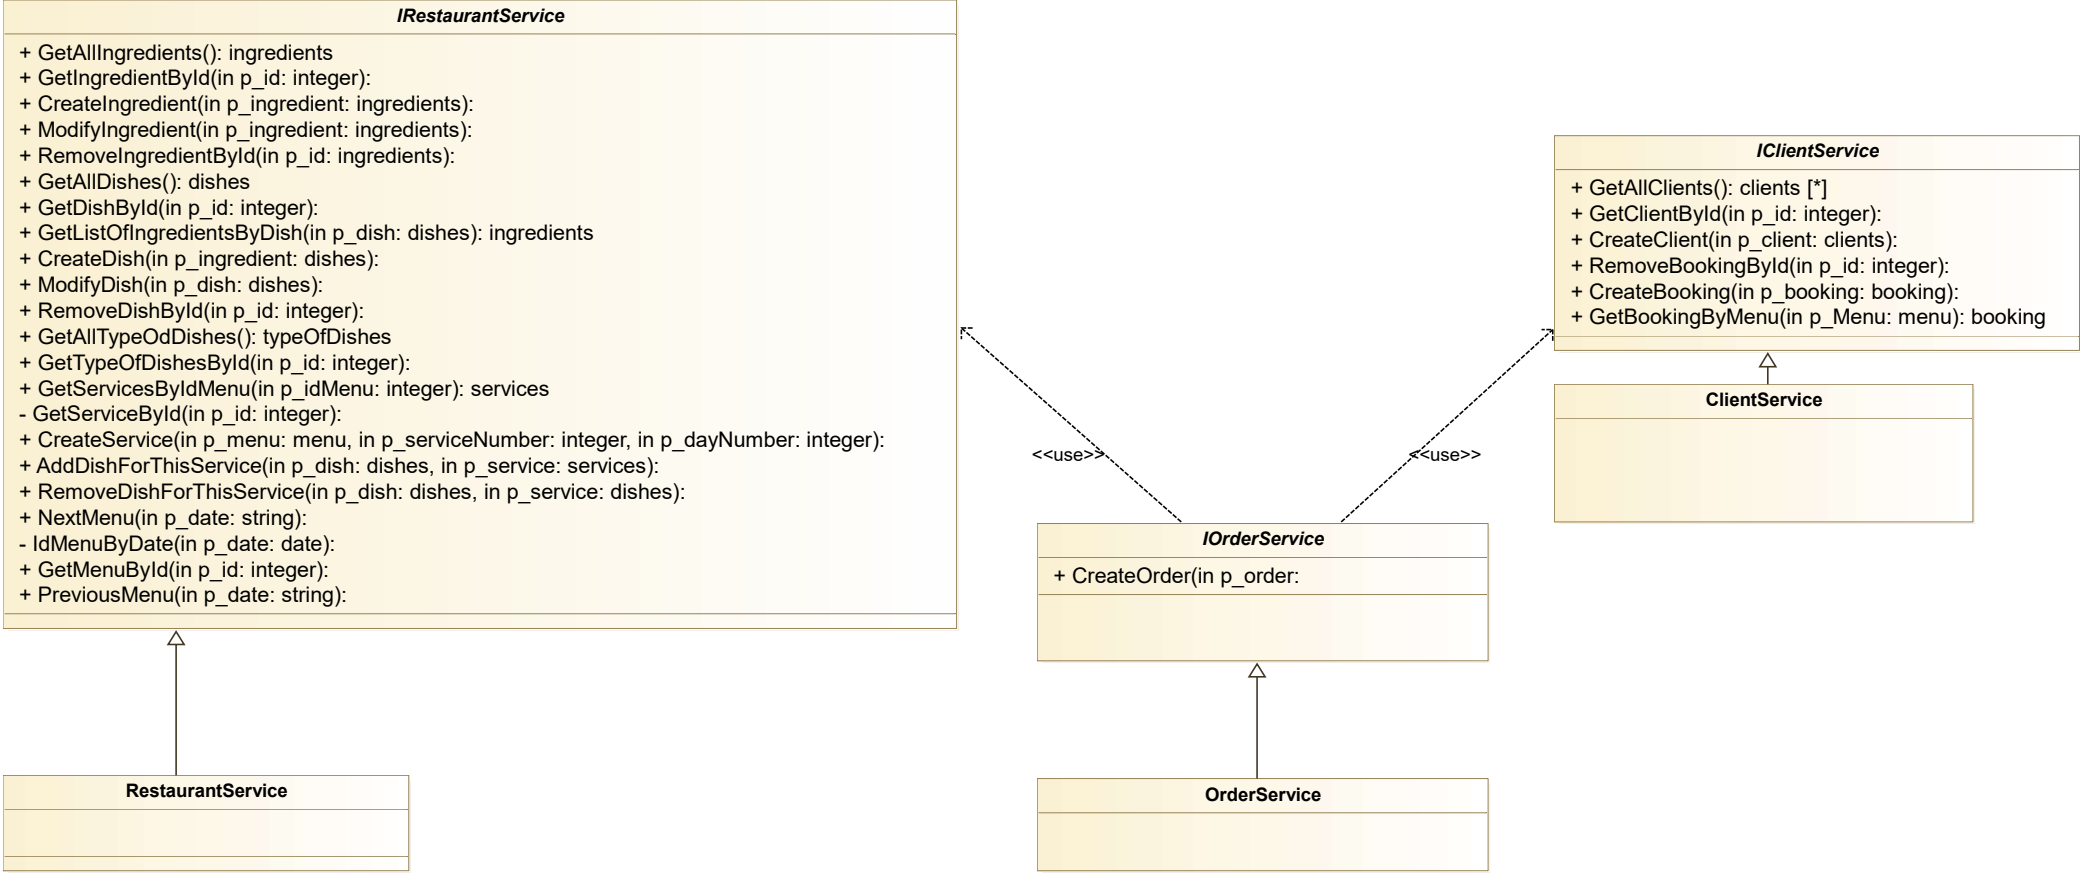 IRestaurantService
+ GetAllIngredients(): ingredients
+ GetIngredientById(in p_id: integer):
+ CreateIngredient(in p_ingredient: ingredients):
+ ModifyIngredient(in p_ingredient: ingredients):
+ RemoveIngredientById(in p_id: ingredients):
+ GetAllDishes(): dishes
+ GetDishById(in p_id: integer):
+ GetListOfIngredientsByDish(in p_dish: dishes): ingredients
+ CreateDish(in p_ingredient: dishes):
+ ModifyDish(in p_dish: dishes):
+ RemoveDishById(in p_id: integer):
+ GetAllTypeOdDishes(): typeOfDishes
+ GetTypeOfDishesById(in p_id: integer):
+ GetServicesByIdMenu(in p_idMenu: integer): services
- GetServiceById(in p_id: integer):
+ CreateService(in p_menu: menu, in p_serviceNumber: integer, in p_dayNumber: integer):
+ AddDishForThisService(in p_dish: dishes, in p_service: services):
+ RemoveDishForThisService(in p_dish: dishes, in p_service: dishes):
+ NextMenu(in p_date: string):
- IdMenuByDate(in p_date: date):
+ GetMenuById(in p_id: integer):
+ PreviousMenu(in p_date: string):
IClientService
+ GetAllClients(): clients [*]
+ GetClientById(in p_id: integer):
+ CreateClient(in p_client: clients):
+ RemoveBookingById(in p_id: integer):
+ CreateBooking(in p_booking: booking):
+ GetBookingByMenu(in p_Menu: menu): booking
ClientService
<<use>>
<<use>>
IOrderService
+ CreateOrder(in p_order:
RestaurantService
OrderService